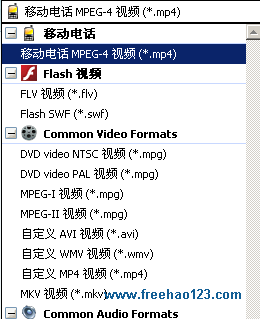 移动电话 MPEG-4 视频 (*.mp4)
移动电话
移动电话 MPEG-4 视频 (*.mp4)
Flash 视频
FLV 视频 (*.flv)
Flash SWF (*.swf)
Common Video Formats
DVD video NTSC 视频 (*.mpg)
DVD video PAL 视频 (*.mpg)
MPEG-I 视频 (*.mpg)
MPEG-II 视频 (*.mpg)
自定义 AVI 视频 (*.avi)
自定义 WMV 视频 (*.wmv)
自定义 MP4 视频 (*.mp4)
MKV 视频 (*.mkv)
www.freehao123.com
Common Audio Formats